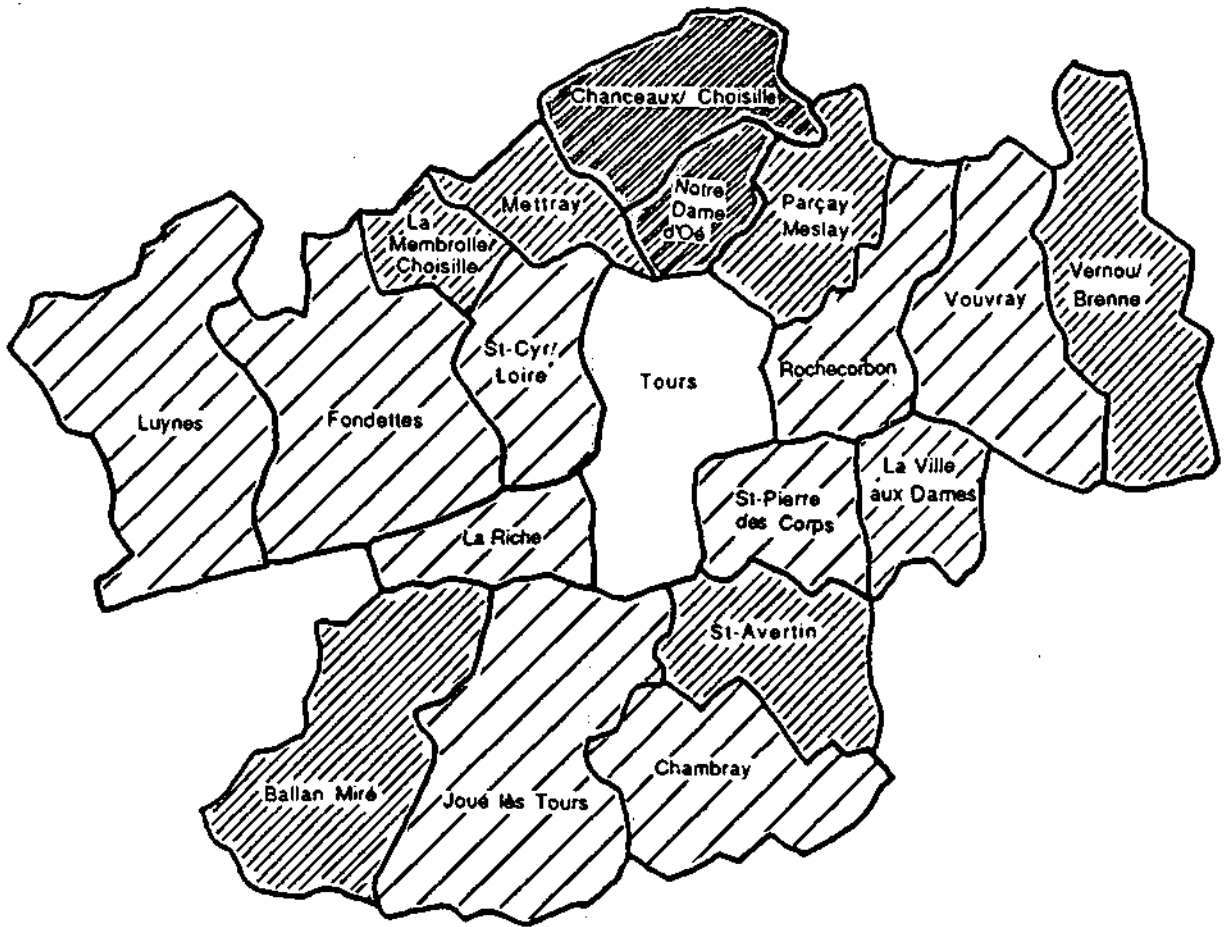 Chanceaux/ Choisille
Notre
Dame
d'Oé
Parçay
Meslay
Mettray
La
Membrolle/
Choisille
Vernou/
Brenne
Vouvray
St-Cyr/
Loire
Tours
Rochecorbon
Luynes
Fondettes
La Ville
aux Dames
St-Pierre
des Corps
La Riche
St-Avertin
Chambray
Ballan Miré
Joué lès Tours